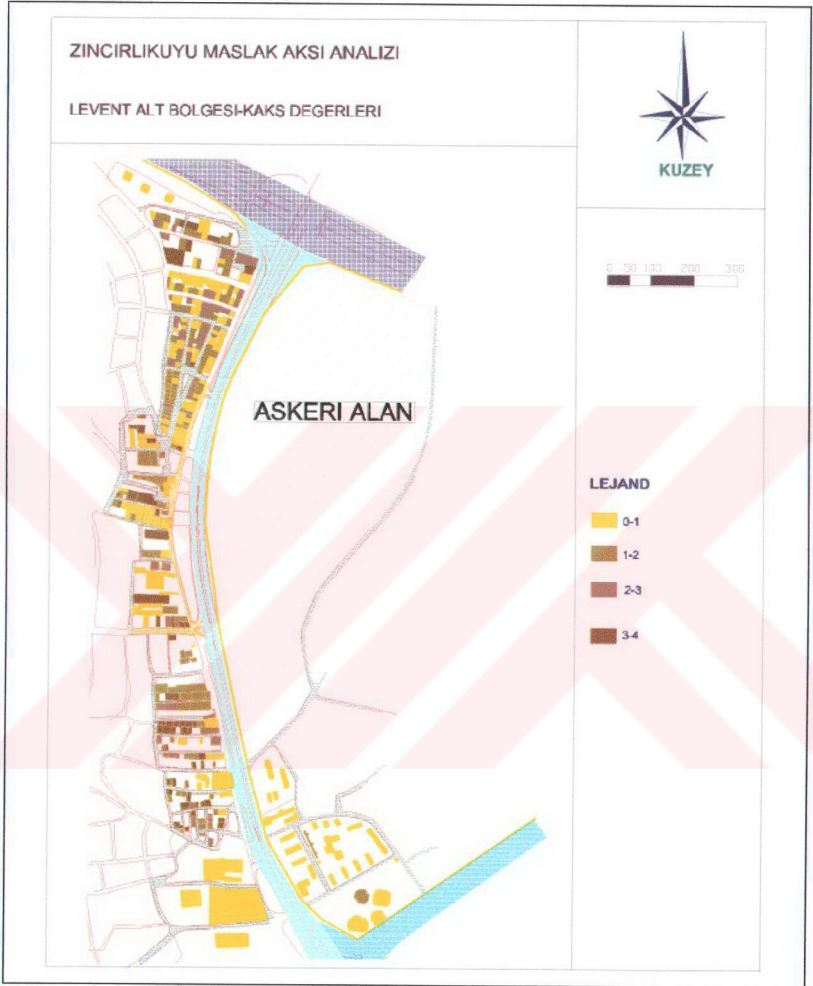 ZINCIRLIKUYU MASLAK AKSI ANALIZI
LEVENT ALT BOLGESI-KAKS DEGERLERI
KUZEY
0 50 100 200 300
ASKERI ALAN
LEJAND
0-1
1-2
2-3
3-4